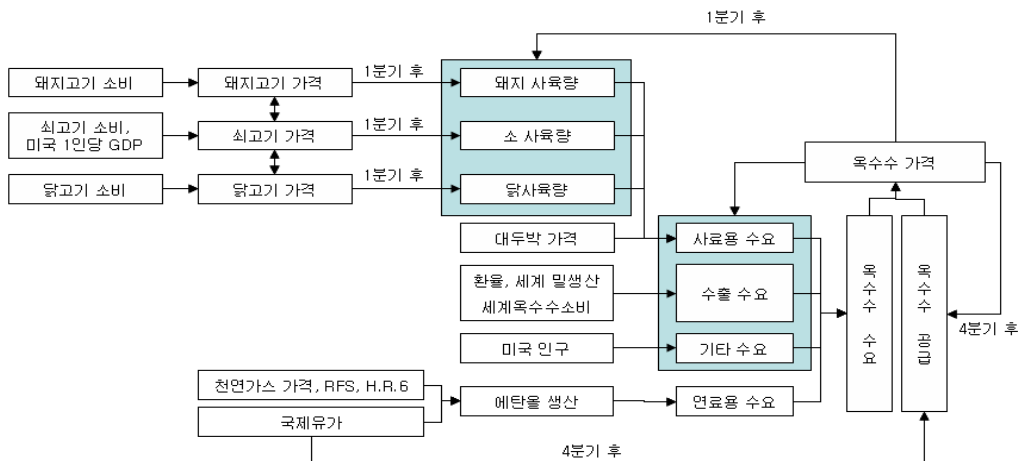 1분기 후
돼지고기 소비
돼지고기 가격
1분기 후
돼지 사육량
쇠고기 소비,
미국 1인당 GDP
쇠고기 가격
1분기 후
소 사육량
옥수수 가격
닭고기 소비
닭고기 가격
1분기 후
닭사육량
대두박 가격
사료용 수요
환율, 세계 밀생산
세계옥수수소비
수출 수요
옥수수 수요
옥수수 공급
4분기 후
미국 인구
기타 수요
천연가스 가격, RFS, H.R.6
에탄올 생산
연료용 수요
국제유가
4분기 후